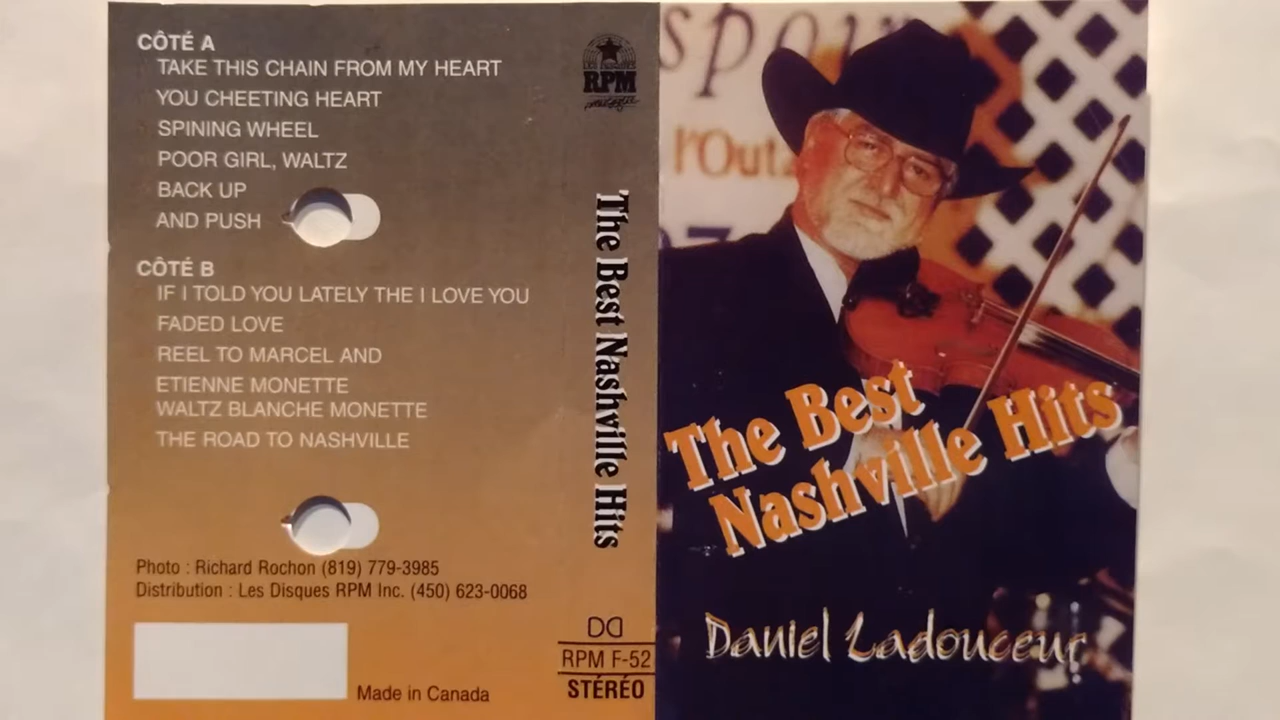 CÔTÉ A
TAKE THIS CHAIN FROM MY HEART
YOU CHEETING HEART
SPINING WHEEL
POOR GIRL, WALTZ
BACK UP
AND PUSH
CÔTÉ B
IF I TOLD YOU LATELY THE I LOVE YOU
FADED LOVE
REEL TO MARCEL AND
ETIENNE MONETTE
WALTZ BLANCHE MONETTE
THE ROAD TO NASHVILLE
Photo : Richard Rochon (819) 779-3985
Distribution : Les Disques RPM Inc. (450) 623-0068
Made in Canada
RPM
The Best Nashville Hits
RPM F-52
STÉRÉO
The Best
Nashville Hits
Daniel Ladouceur